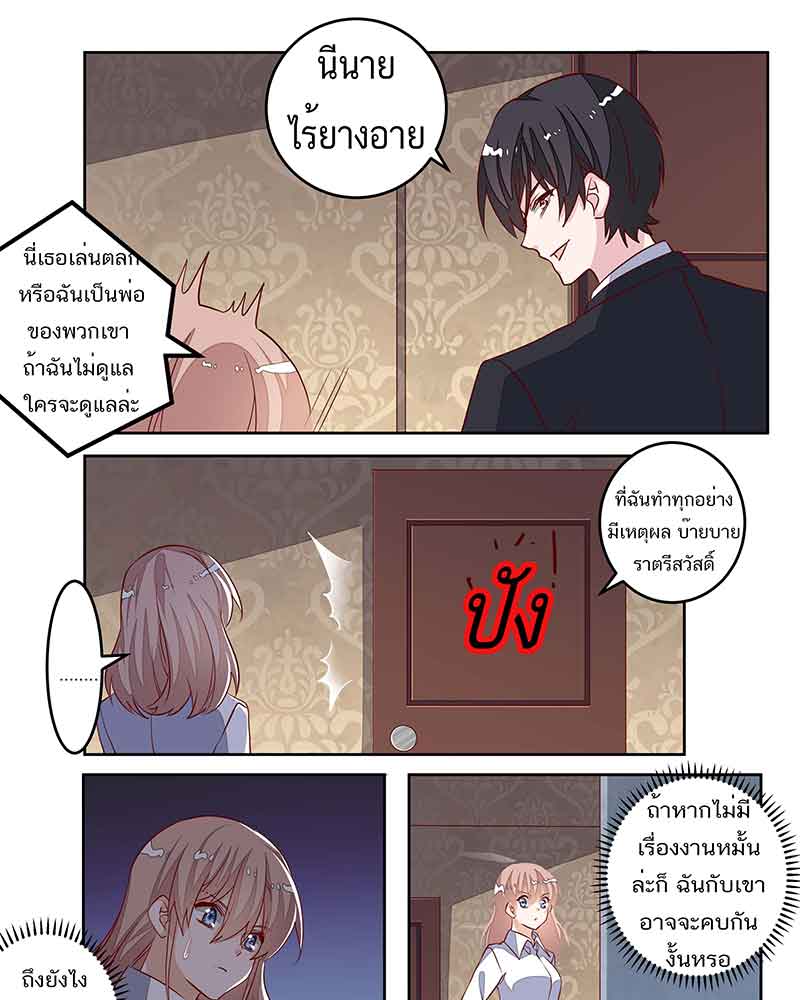 นีนาย
ไร้ยางอาย
นี่เธอเล่นตลก
หรือฉันเป็นพ่อ
ของพวกเขา
ถ้าฉันไม่ดูแล
ใครจะดูแลล่ะ
ที่ฉันทำทุกอย่าง
มีเหตุผล บ๊ายบาย
ราตรีสวัสดิ์
ปัง
.........
ถ้าหากไม่มี
เรื่องงานหมั้น
ล่ะก็ ฉันกับเขา
อาจจะคบกัน
งั้นหรอ
ถึงยังไง